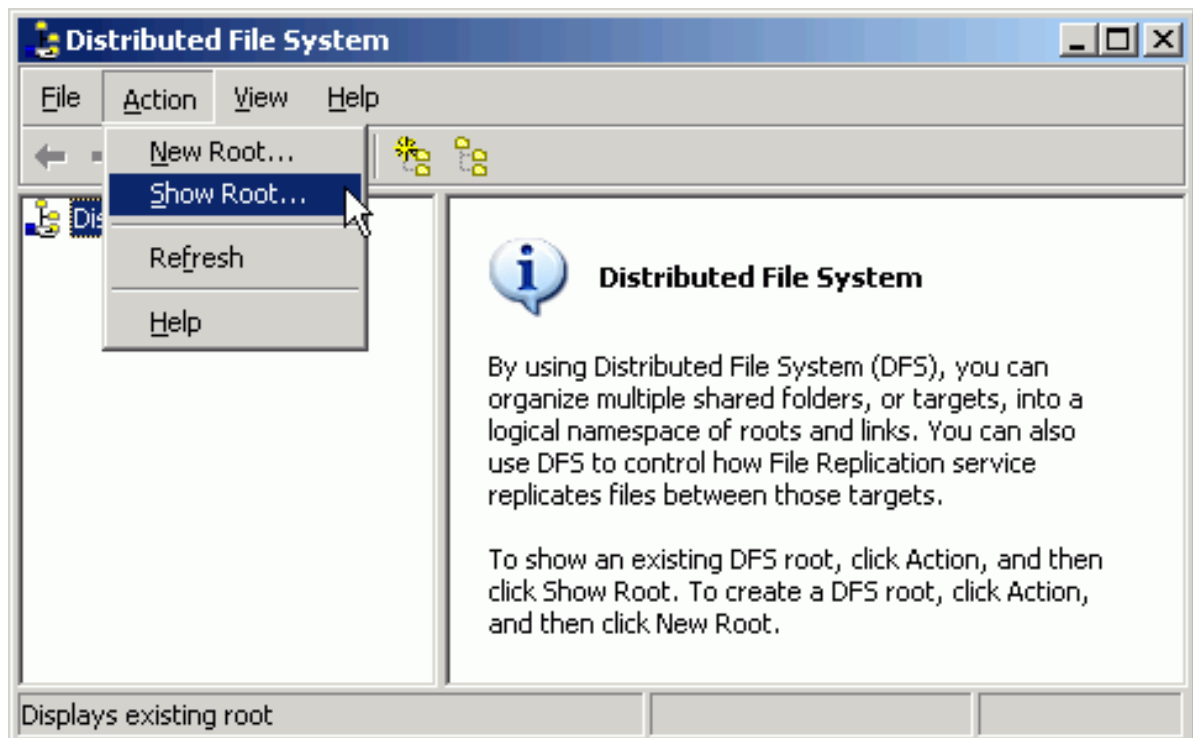 Distributed File System
File Action View Help
New Root...
Show Root...
Refresh
Help
Distributed File System
By using Distributed File System (DFS), you can
organize multiple shared folders, or targets, into a
logical namespace of roots and links. You can also
use DFS to control how File Replication service
replicates files between those targets.
To show an existing DFS root, click Action, and then
click Show Root. To create a DFS root, click Action,
and then click New Root.
Displays existing root